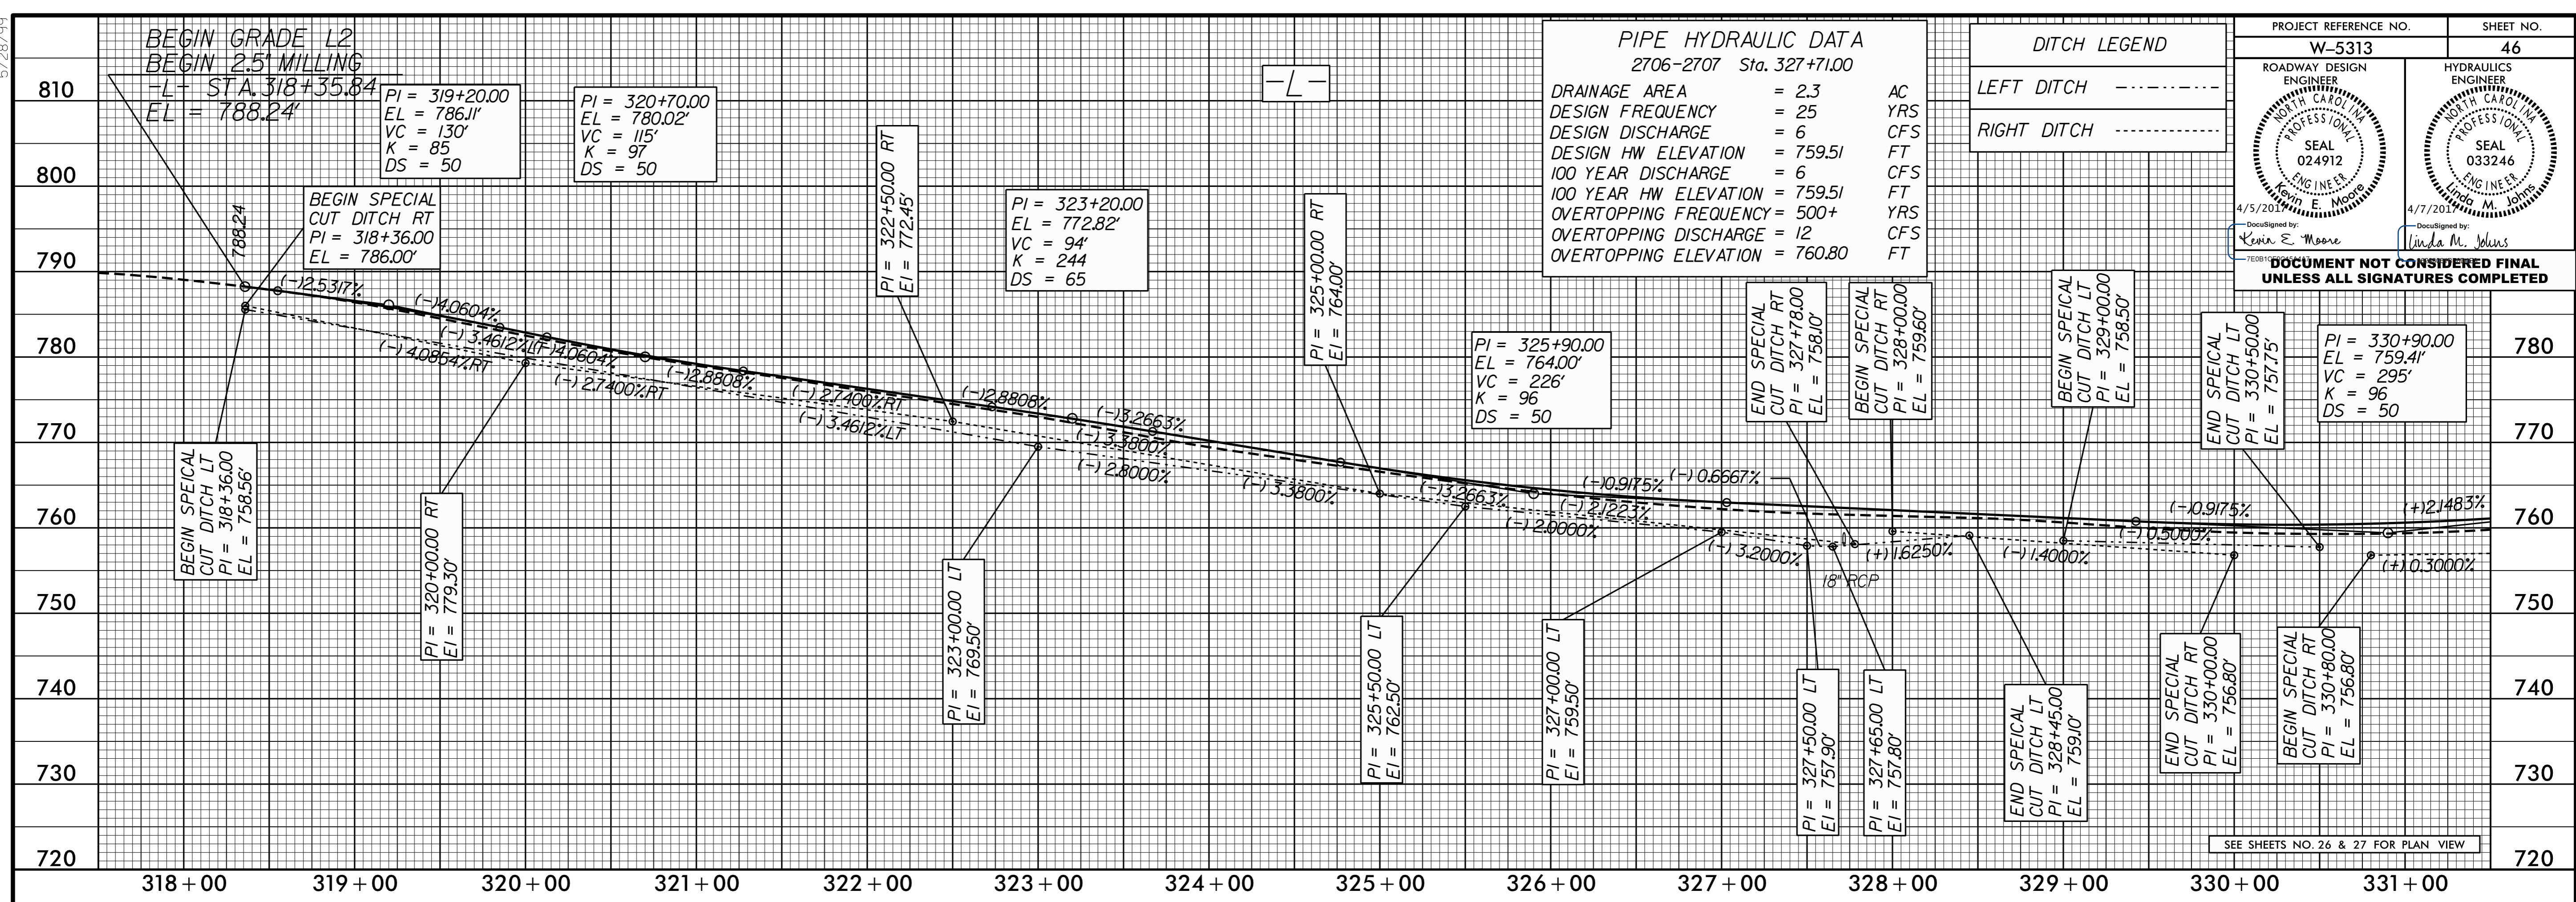 5/28/99
BEGIN GRADE L2
BEGIN 2.5" MILLING
-L- STA. 318+35.84
EL = 788.24'
PI = 319+20.00
EL = 786.11'
VC = 130'
K = 85
DS = 50
PI = 320+70.00
EL = 780.02'
VC = 115'
K = 97
DS = 50
BEGIN SPECIAL
CUT DITCH RT
PI = 318+36.00
EL = 786.00'
788.24
PI = 322+50.00 RT
El = 772.45'
PI = 323+20.00
EL = 772.82'
VC = 94'
K = 244
DS = 65
-L-
PI = 325+00.00 RT
El = 764.00'
PIPE HYDRAULIC DATA
2706-2707 Sta. 327+71.00
DRAINAGE AREA = 2.3 AC
DESIGN FREQUENCY = 25 YRS
DESIGN DISCHARGE = 6 CFS
DESIGN HW ELEVATION = 759.51 FT
100 YEAR DISCHARGE = 6 CFS
100 YEAR HW ELEVATION = 759.51 FT
OVERTOPPING FREQUENCY = 500+ YRS
OVERTOPPING DISCHARGE = 12 CFS
OVERTOPPING ELEVATION = 760.80 FT
DITCH LEGEND
LEFT DITCH
RIGHT DITCH
PROJECT REFERENCE NO.
SHEET NO.
W-5313
46
ROADWAY DESIGN
ENGINEER
HYDRAULICS
ENGINEER
NORTH CAROLINA
PROFESSIONAL
SEAL
024912
ENGINEER
Kevin E. Moore
4/5/2017
DocuSigned by:
Kevin E Moore
NORTH CAROLINA
PROFESSIONAL
SEAL
033246
ENGINEER
Linda M. Johns
4/7/2017
DocuSigned by:
Linda M. Johns
DOCUMENT NOT CONSIDERED FINAL
UNLESS ALL SIGNATURES COMPLETED
PI = 325+90.00
EL = 764.00'
VC = 226'
K = 96
DS = 50
END SPECIAL
CUT DITCH RT
PI = 327+78.00
EL = 758.10'
BEGIN SPECIAL
CUT DITCH RT
PI = 328+00.00
EL = 759.60'
BEGIN SPECIAL
CUT DITCH LT
PI = 329+00.00
EL = 758.50'
END SPECIAL
CUT DITCH LT
PI = 330+50.00
EL = 757.75'
PI = 330+90.00
EL = 759.41'
VC = 295'
K = 96
DS = 50
(-)2.5317%
(-)4.0604%
(-) 3.4612%LT
(-)4.0604%
(-) 4.0854%RT
(-) 2.7400%RT
(-)2.8808%
(-) 2.7400%RT
(-) 3.4612%LT
(-)2.8808%
(-)3.2663%
(-) 3.3800%
(-) 2.8000%
(-) 3.3800%
(-)3.2663%
(-) 2.0000%
(-) 2.1223%
(-)0.9175%
(-) 0.6667%
(-) 3.2000%
18" RCP
(+) 1.6250%
(-) 1.4000%
(-) 0.5000%
(-)0.9175%
(+)2.1483%
(+) 0.3000%
BEGIN SPEICAL
CUT DITCH LT
PI = 318+36.00
EL = 758.56'
PI = 320+00.00 RT
El = 779.30'
PI = 323+00.00 LT
El = 769.50'
PI = 325+50.00 LT
El = 762.50'
PI = 327+00.00 LT
El = 759.50'
PI = 327+50.00 LT
El = 757.90'
PI = 327+65.00 LT
El = 757.80'
END SPEICAL
CUT DITCH LT
PI = 328+45.00
EL = 759.10'
END SPECIAL
CUT DITCH RT
PI = 330+00.00
EL = 756.80'
BEGIN SPECIAL
CUT DITCH RT
PI = 330+80.00
EL = 756.80'
810
800
790
780
770
760
750
740
730
720
780
770
760
750
740
730
720
SEE SHEETS NO. 26 & 27 FOR PLAN VIEW
318+00 319+00 320+00 321+00 322+00 323+00 324+00 325+00 326+00 327+00 328+00 329+00 330+00 331+00